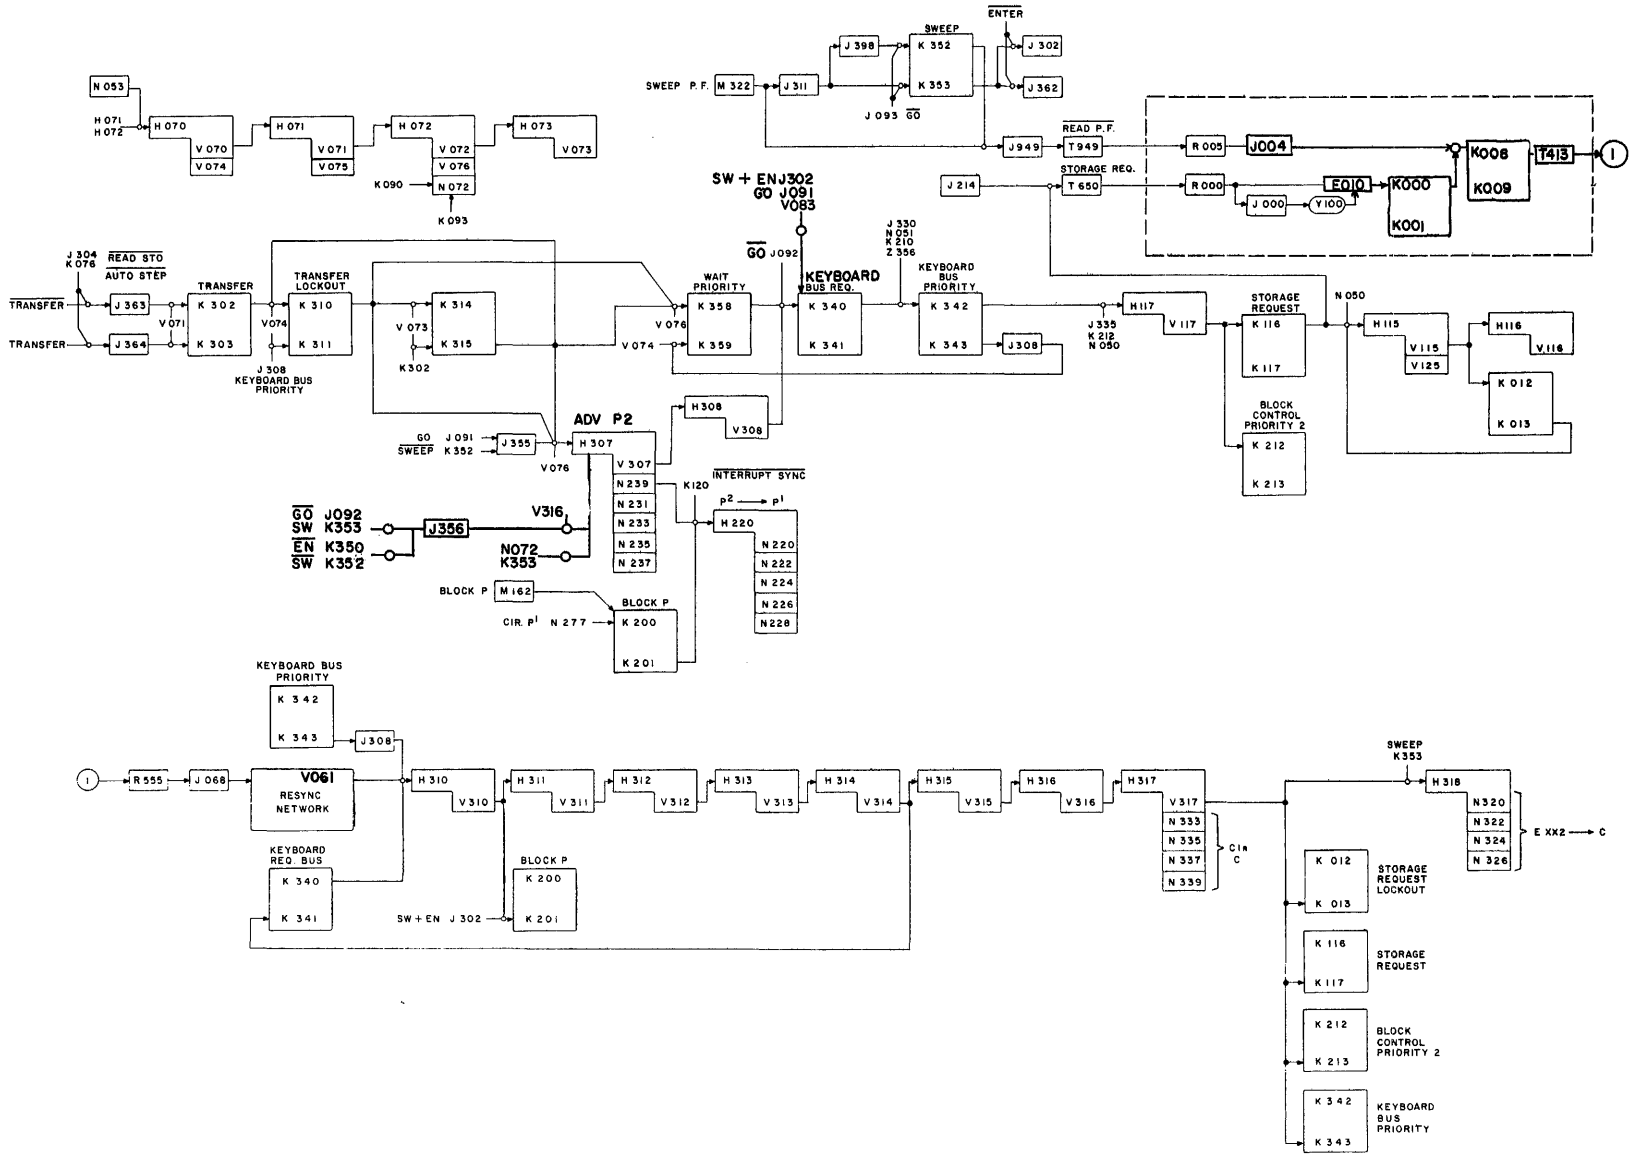 ENTER
SWEEP
J 398
K 352
J 302
K 353
J 362
SWEEP P.F.
M 322
J 311
J 093
GO
N 053
H 071
H 072
H 070
V 070
V 074
H 071
V 071
V 075
H 072
V 072
V 076
N 072
K 090
K 093
H 073
V 073
READ P.F.
J 949
T 949
STORAGE REQ.
J 214
T 650
R 005
J004
R 000
J 000
Y 100
E010
K000
K001
K008
K009
T413
1
SW + EN J302
GO J091
V083
GO J 092
J 330
N 051
K 210
Z 356
J 304
K 076
READ STO
AUTO STEP
TRANSFER
TRANSFER
J 363
J 364
V 071
TRANSFER
K 302
K 303
V 074
TRANSFER
LOCKOUT
K 310
K 311
J 308
KEYBOARD BUS
PRIORITY
V 073
K 314
K 315
K 302
WAIT
PRIORITY
K 358
K 359
V 076
V 074
KEYBOARD
BUS REQ.
K 340
K 341
KEYBOARD
BUS
PRIORITY
K 342
K 343
J 308
J 335
K 212
N 050
H 117
V 117
STORAGE
REQUEST
K 116
K 117
N 050
H 115
V 115
V 125
H 116
V 116
K 012
K 013
BLOCK
CONTROL
PRIORITY 2
K 212
K 213
H 308
V 308
ADV P2
GO J 091
SWEEP K 352
J 355
V 076
H 307
V 307
N 239
N 231
N 233
N 235
N 237
K 120
INTERRUPT SYNC
P2 → P1
H 220
N 220
N 222
N 224
N 226
N 228
GO J092
SW K353
EN K350
SW K352
J356
V316
N072
K353
BLOCK P
M 162
CIR. P1 N 277
BLOCK P
K 200
K 201
KEYBOARD BUS
PRIORITY
K 342
K 343
J 308
1
R 555
J 068
V061
RESYNC
NETWORK
H 310
V 310
H 311
V 311
H 312
V 312
H 313
V 313
H 314
V 314
H 315
V 315
H 316
V 316
H 317
V 317
N 333
N 335
N 337
N 339
Cln
C
SWEEP
K 353
H 318
N 320
N 322
N 324
N 326
E XX2 → C
KEYBOARD
REQ. BUS
K 340
K 341
SW + EN J 302
BLOCK P
K 200
K 201
K 012
K 013
STORAGE
REQUEST
LOCKOUT
K 116
K 117
STORAGE
REQUEST
K 212
K 213
BLOCK
CONTROL
PRIORITY 2
K 342
K 343
KEYBOARD
BUS
PRIORITY